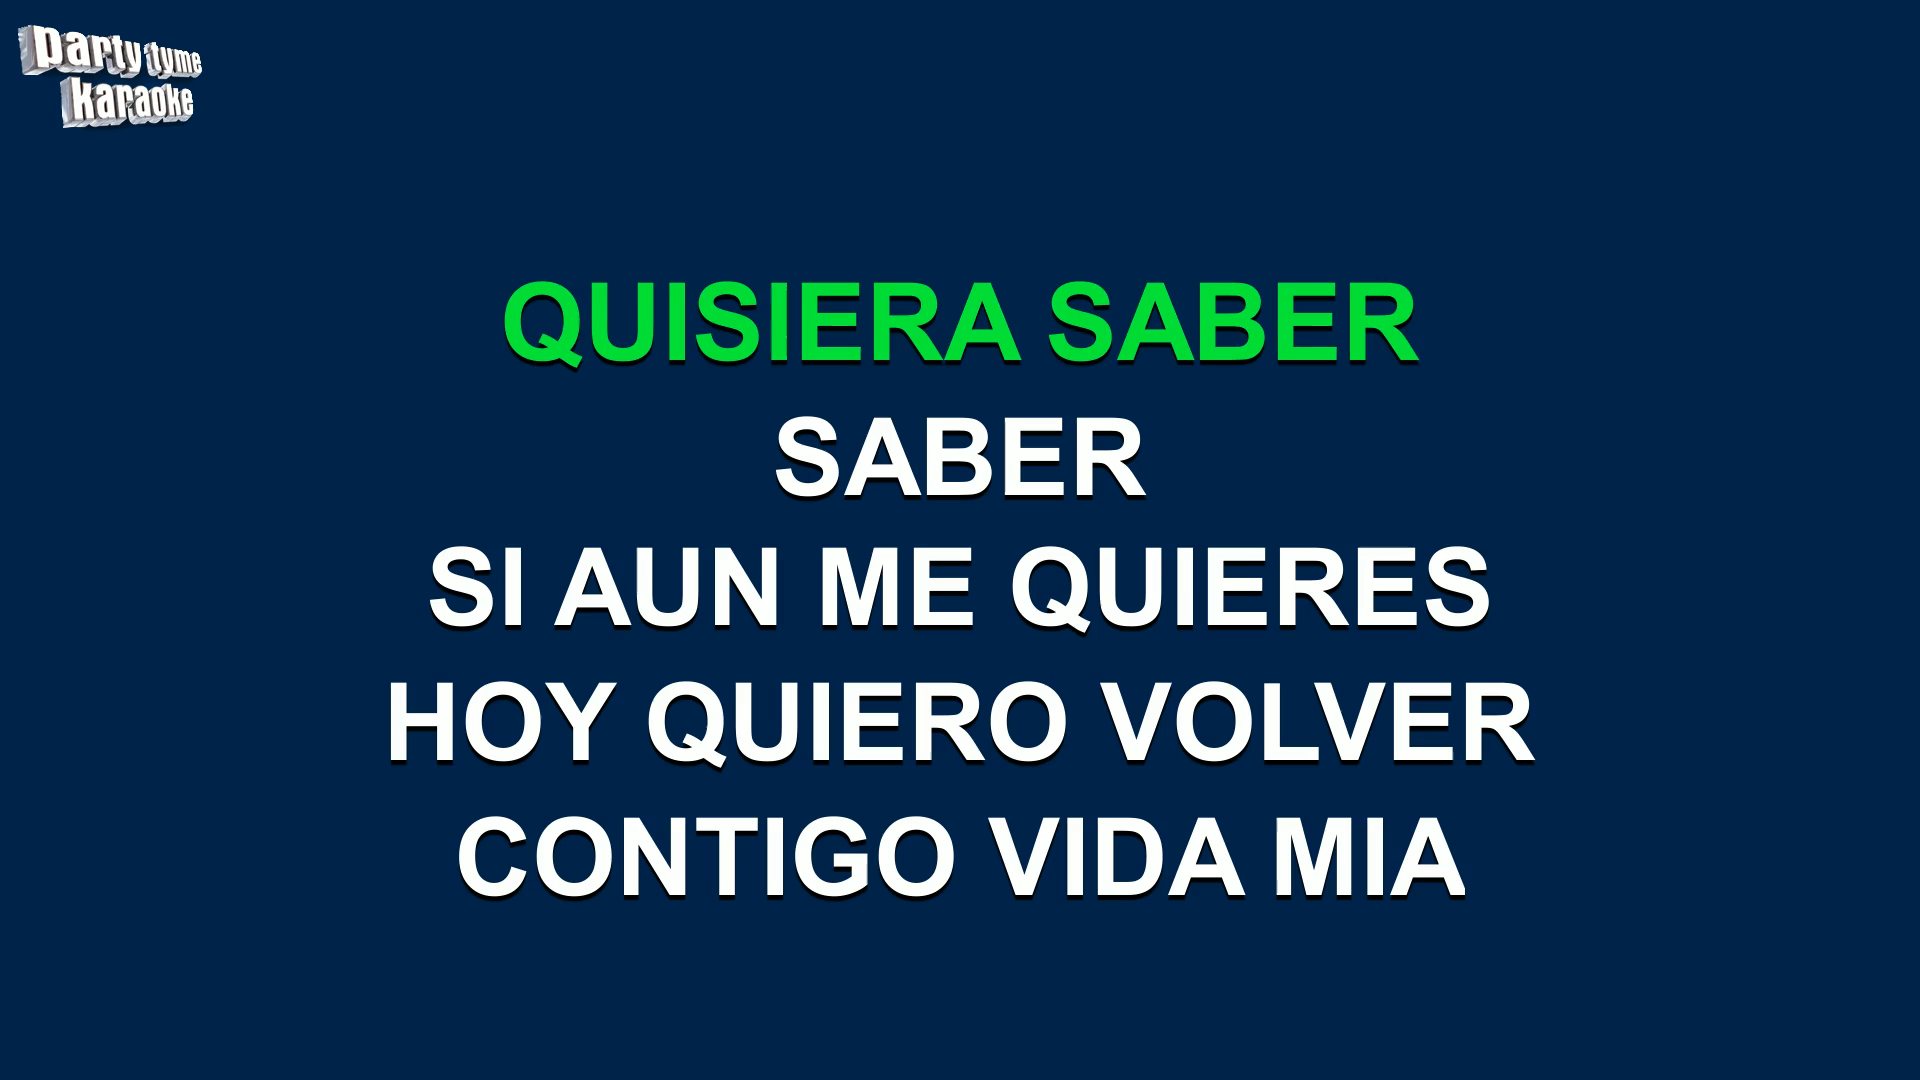 party tyme
karaoke
QUISIERA SABER
SABER
SI AUN ME QUIERES
HOY QUIERO VOLVER
CONTIGO VIDA MIA